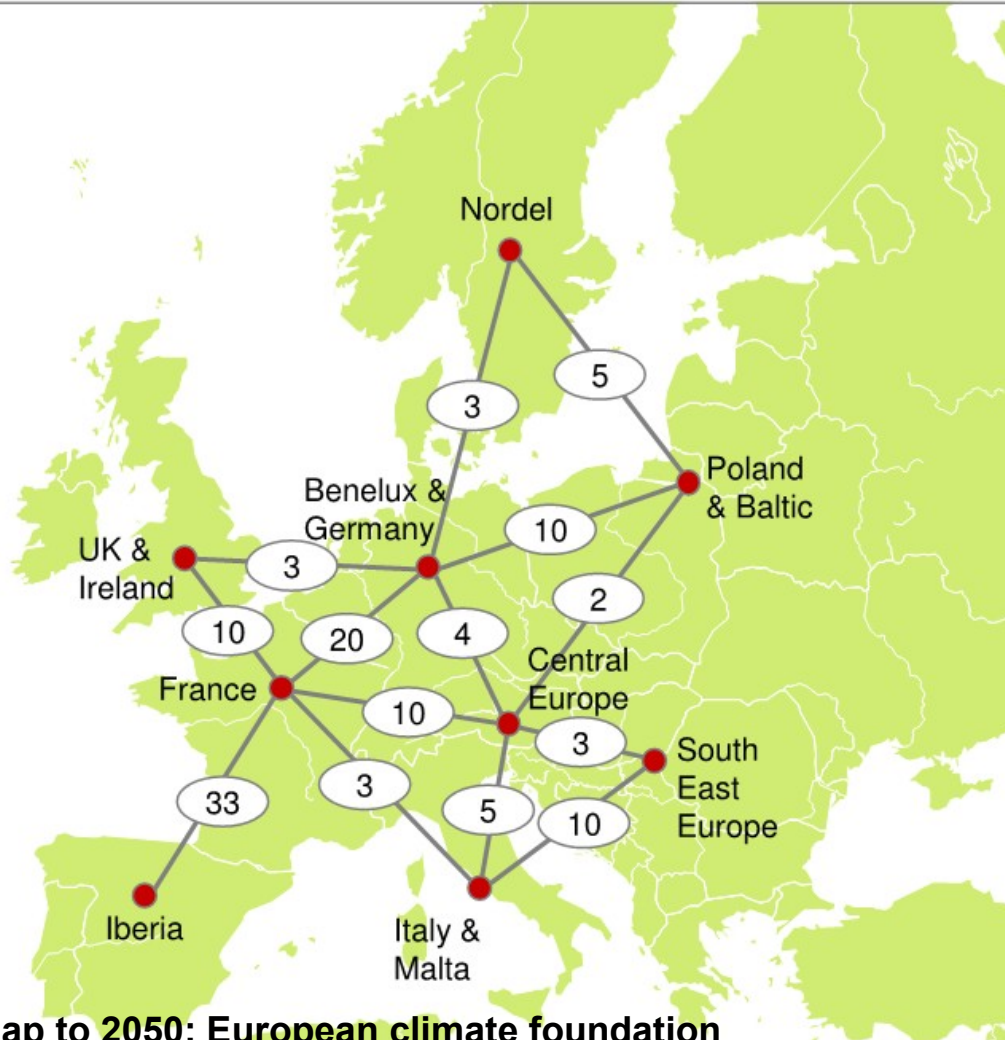 Nordel
5
3
Poland
& Baltic
Benelux &
Germany
10
UK &
Ireland
3
2
10
20
4
Central
Europe
France
10
3
South
East
Europe
3
33
5
10
Iberia
Italy &
Malta
ap to 2050: European climate foundation